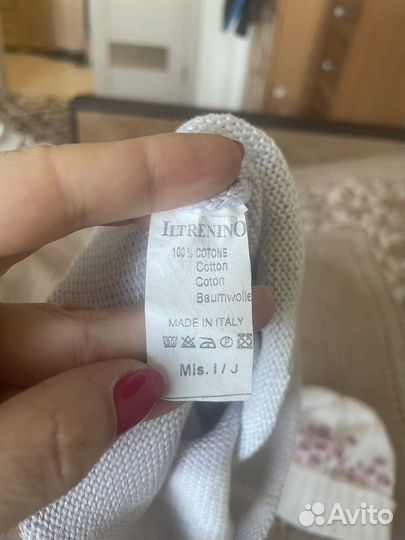 ILTRENINO
100 % COTONE
Cotton
Coton
Baumwolle
MADE IN ITALY
Mis. I / J
Avito